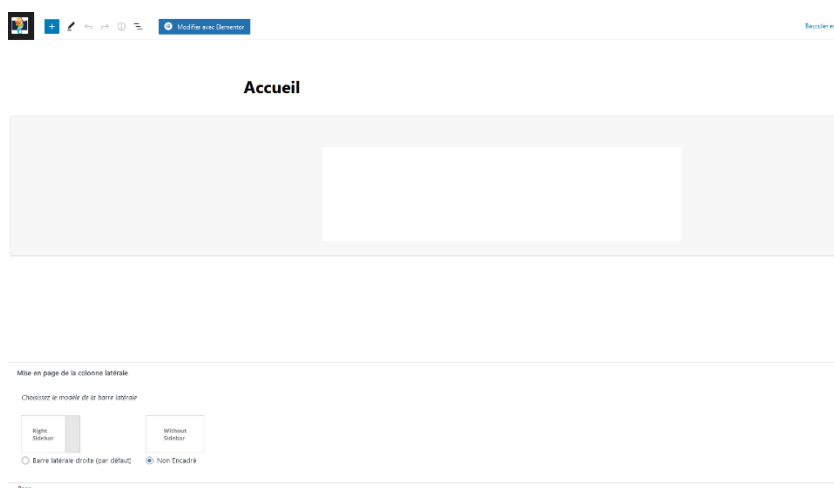 Modifier avec Elementor
Basculer e
Accueil
Mise en page de la colonne latérale
Choisissez le modèle de la barre latérale
Right
Sidebar
Without
Sidebar
Barre latérale droite (par défaut)
Non Encadré